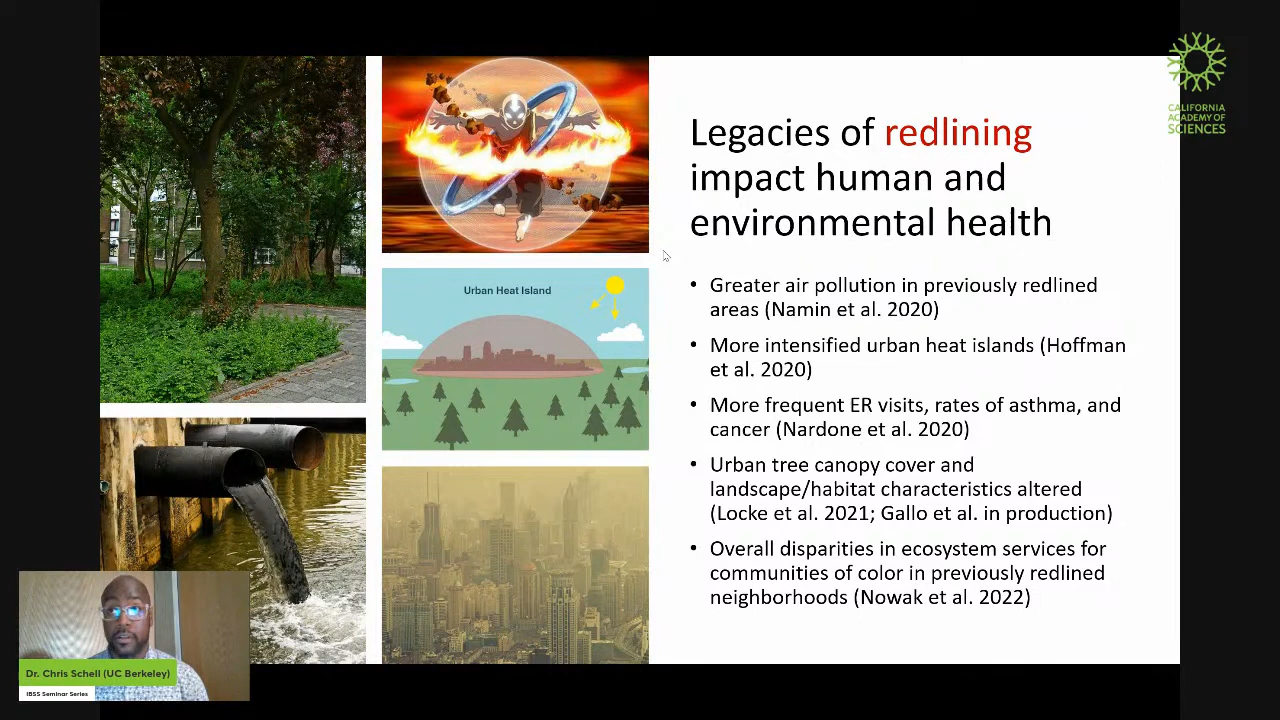 CALIFORNIA
ACADEMY OF
SCIENCES
Legacies of redlining
impact human and
environmental health
Urban Heat Island
• Greater air pollution in previously redlined
areas (Namin et al. 2020)
• More intensified urban heat islands (Hoffman
et al. 2020)
• More frequent ER visits, rates of asthma, and
cancer (Nardone et al. 2020)
• Urban tree canopy cover and
landscape/habitat characteristics altered
(Locke et al. 2021; Gallo et al. in production)
• Overall disparities in ecosystem services for
communities of color in previously redlined
neighborhoods (Nowak et al. 2022)
Dr. Chris Schell (UC Berkeley)
IBSS Seminar Series